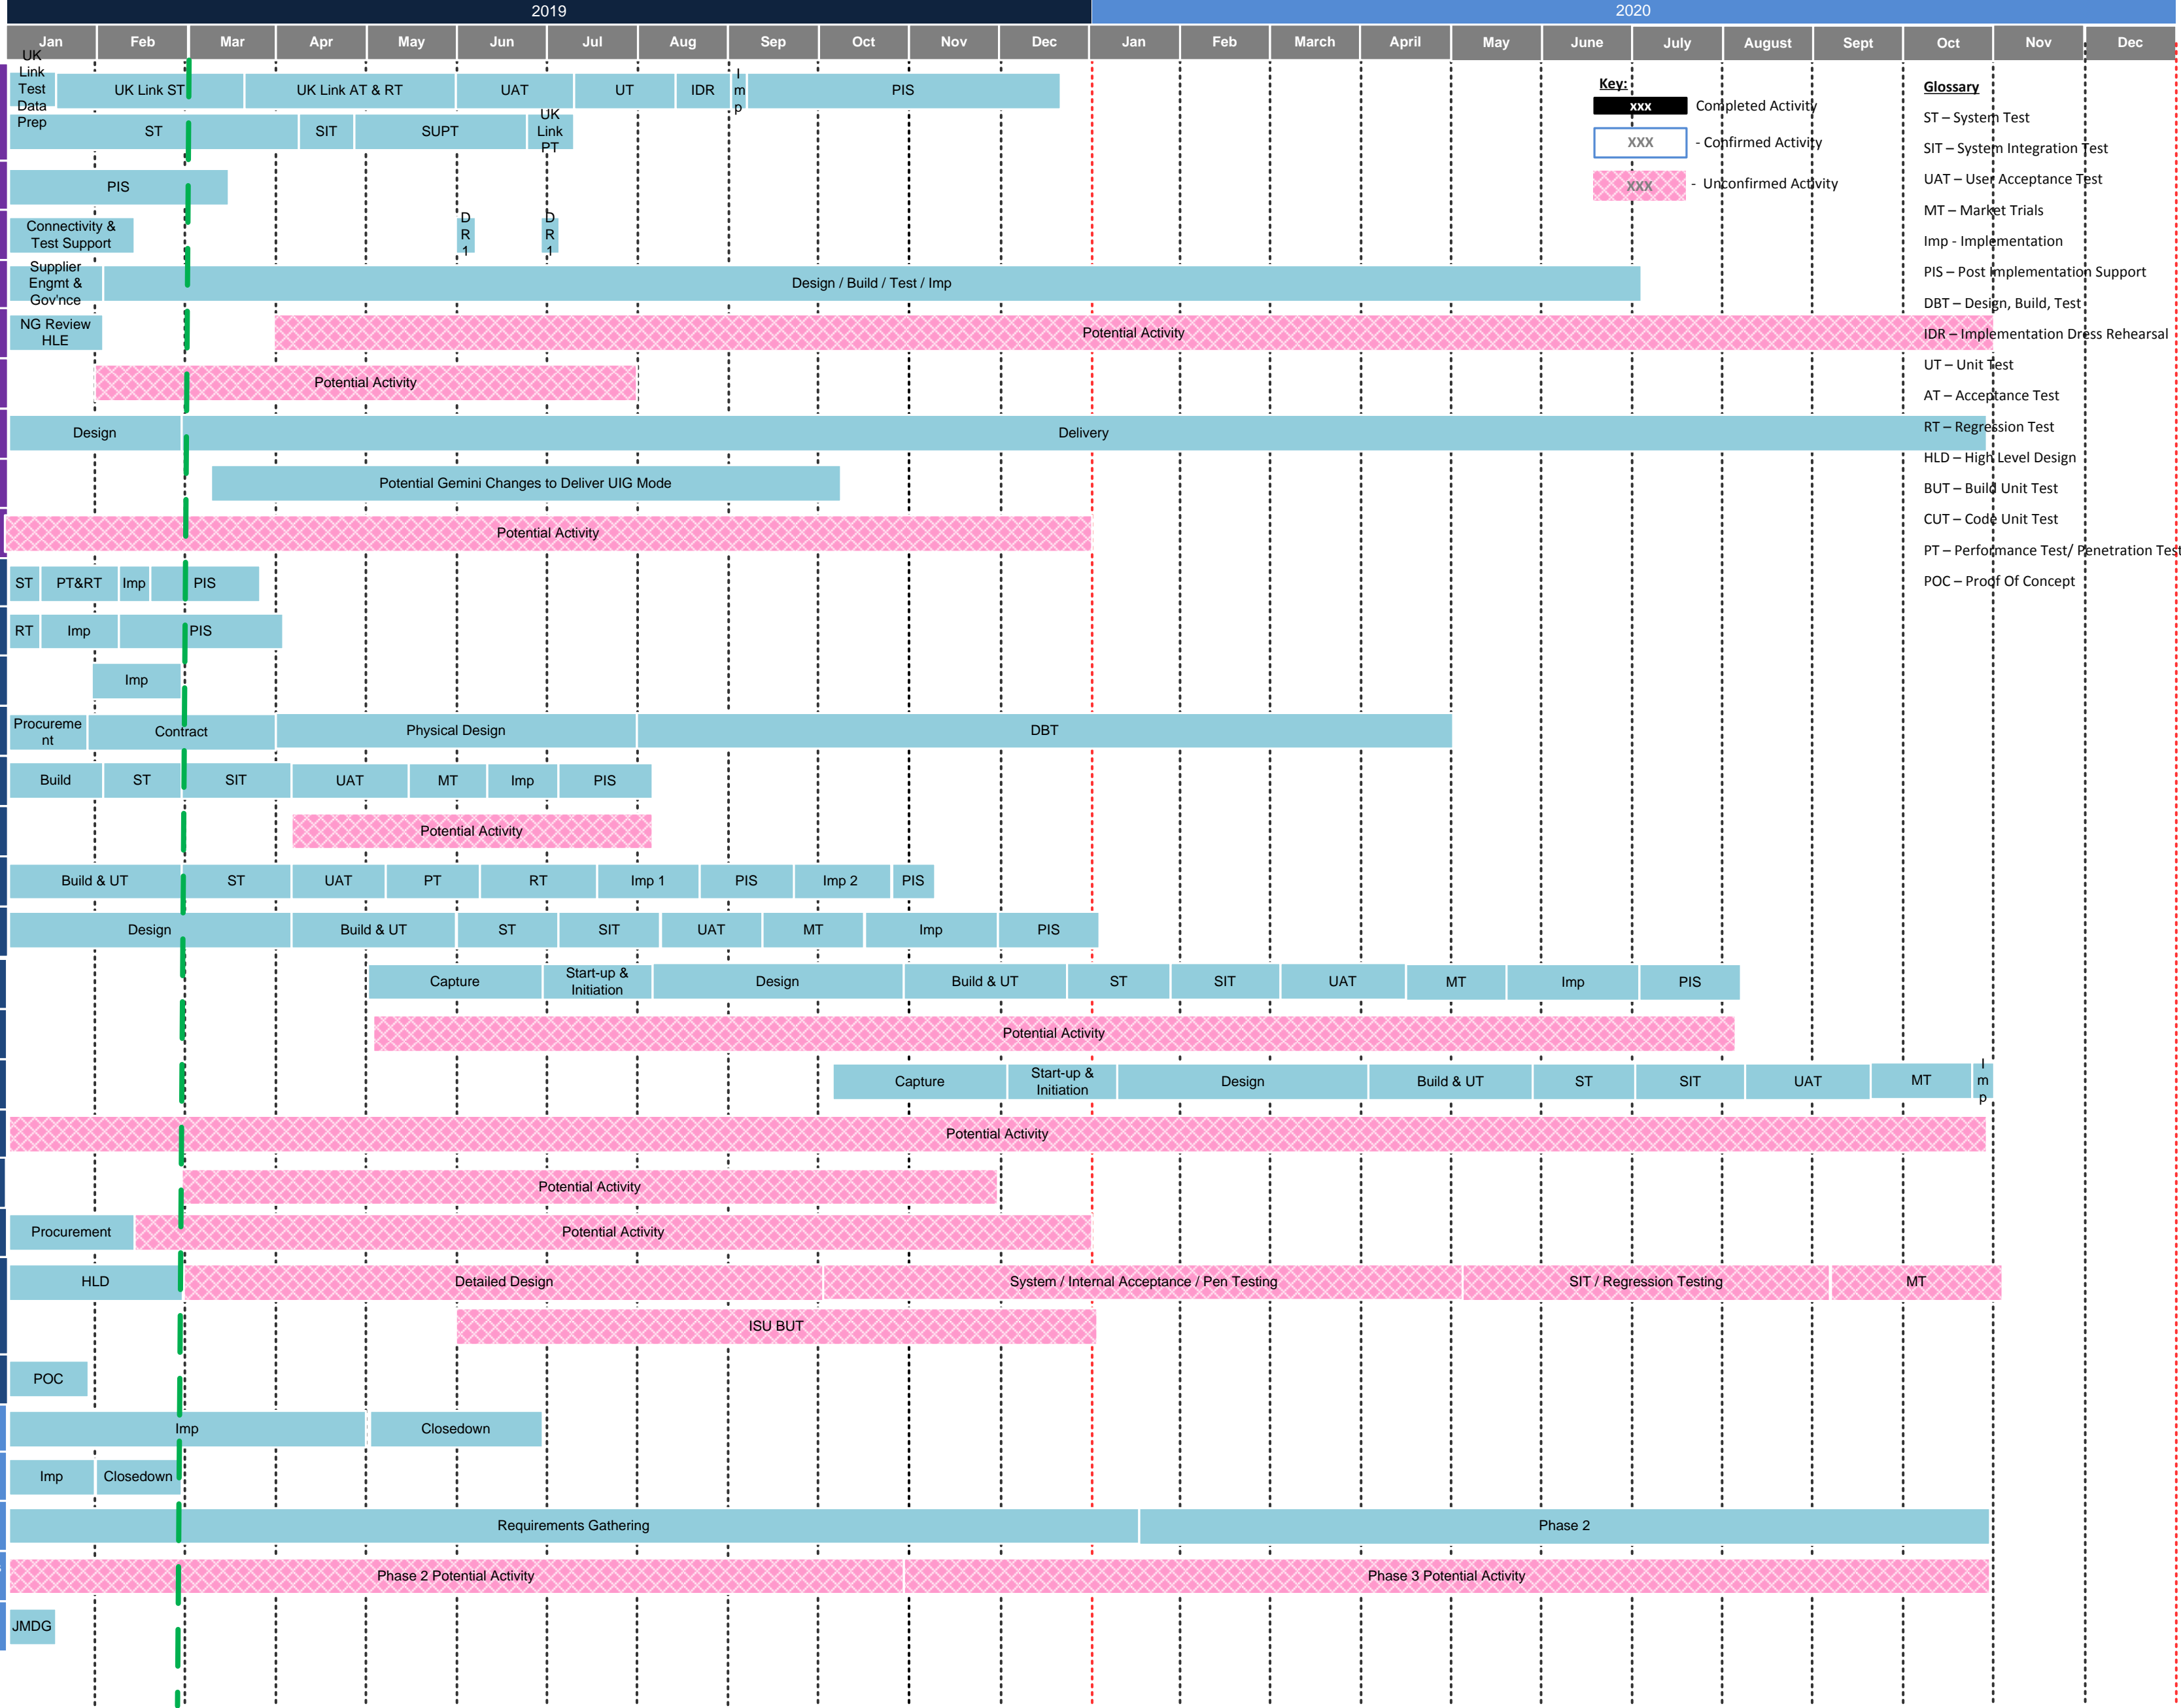 2019
2020
Jan Feb Mar Apr May Jun Jul Aug Sep Oct Nov Dec Jan Feb March April May June July August Sept Oct Nov Dec
UK
Link
Test
Data
Prep
UK Link ST
UK Link AT & RT
UAT
UT
IDR
I
m
p
PIS
ST
SIT
SUPT
UK
Link
PT
PIS
Connectivity &
Test Support
D
R
1
D
R
1
Supplier
Engmt &
Gov'nce
Design / Build / Test / Imp
NG Review
HLE
Potential Activity
Potential Activity
Design
Delivery
Potential Gemini Changes to Deliver UIG Mode
Potential Activity
ST
PT&RT
Imp
PIS
RT
Imp
PIS
Imp
Procureme
nt
Contract
Physical Design
DBT
Build
ST
SIT
UAT
MT
Imp
PIS
Potential Activity
Build & UT
ST
UAT
PT
RT
Imp 1
PIS
Imp 2
PIS
Design
Build & UT
ST
SIT
UAT
MT
Imp
PIS
Capture
Start-up &
Initiation
Design
Build & UT
ST
SIT
UAT
MT
Imp
PIS
Potential Activity
Capture
Start-up &
Initiation
Design
Build & UT
ST
SIT
UAT
MT
I
m
p
Potential Activity
Potential Activity
Procurement
Potential Activity
HLD
Detailed Design
System / Internal Acceptance / Pen Testing
SIT / Regression Testing
MT
ISU BUT
POC
Imp
Closedown
Imp
Closedown
Requirements Gathering
Phase 2
Phase 2 Potential Activity
Phase 3 Potential Activity
JMDG
Key:
xxx Completed Activity
XXX - Confirmed Activity
XXX - Unconfirmed Activity
Glossary
ST – System Test
SIT – System Integration Test
UAT – User Acceptance Test
MT – Market Trials
Imp - Implementation
PIS – Post Implementation Support
DBT – Design, Build, Test
IDR – Implementation Dress Rehearsal
UT – Unit Test
AT – Acceptance Test
RT – Regression Test
HLD – High Level Design
BUT – Build Unit Test
CUT – Code Unit Test
PT – Performance Test/ Penetration Test
POC – Proof Of Concept